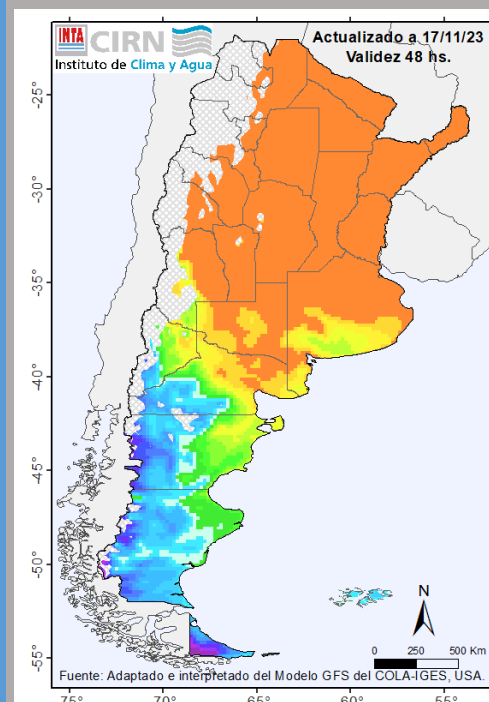 INTA CIRN
Instituto de Clima y Agua
Actualizado a 17/11/23
Validez 48 hs.
-25°
-30°
-35°
-40°
-45°
-50°
-55°
N
0 250 500 Km
Fuente: Adaptado e interpretado del Modelo GFS del COLA-IGES, USA.
-75° -70° -65° -60° -55°